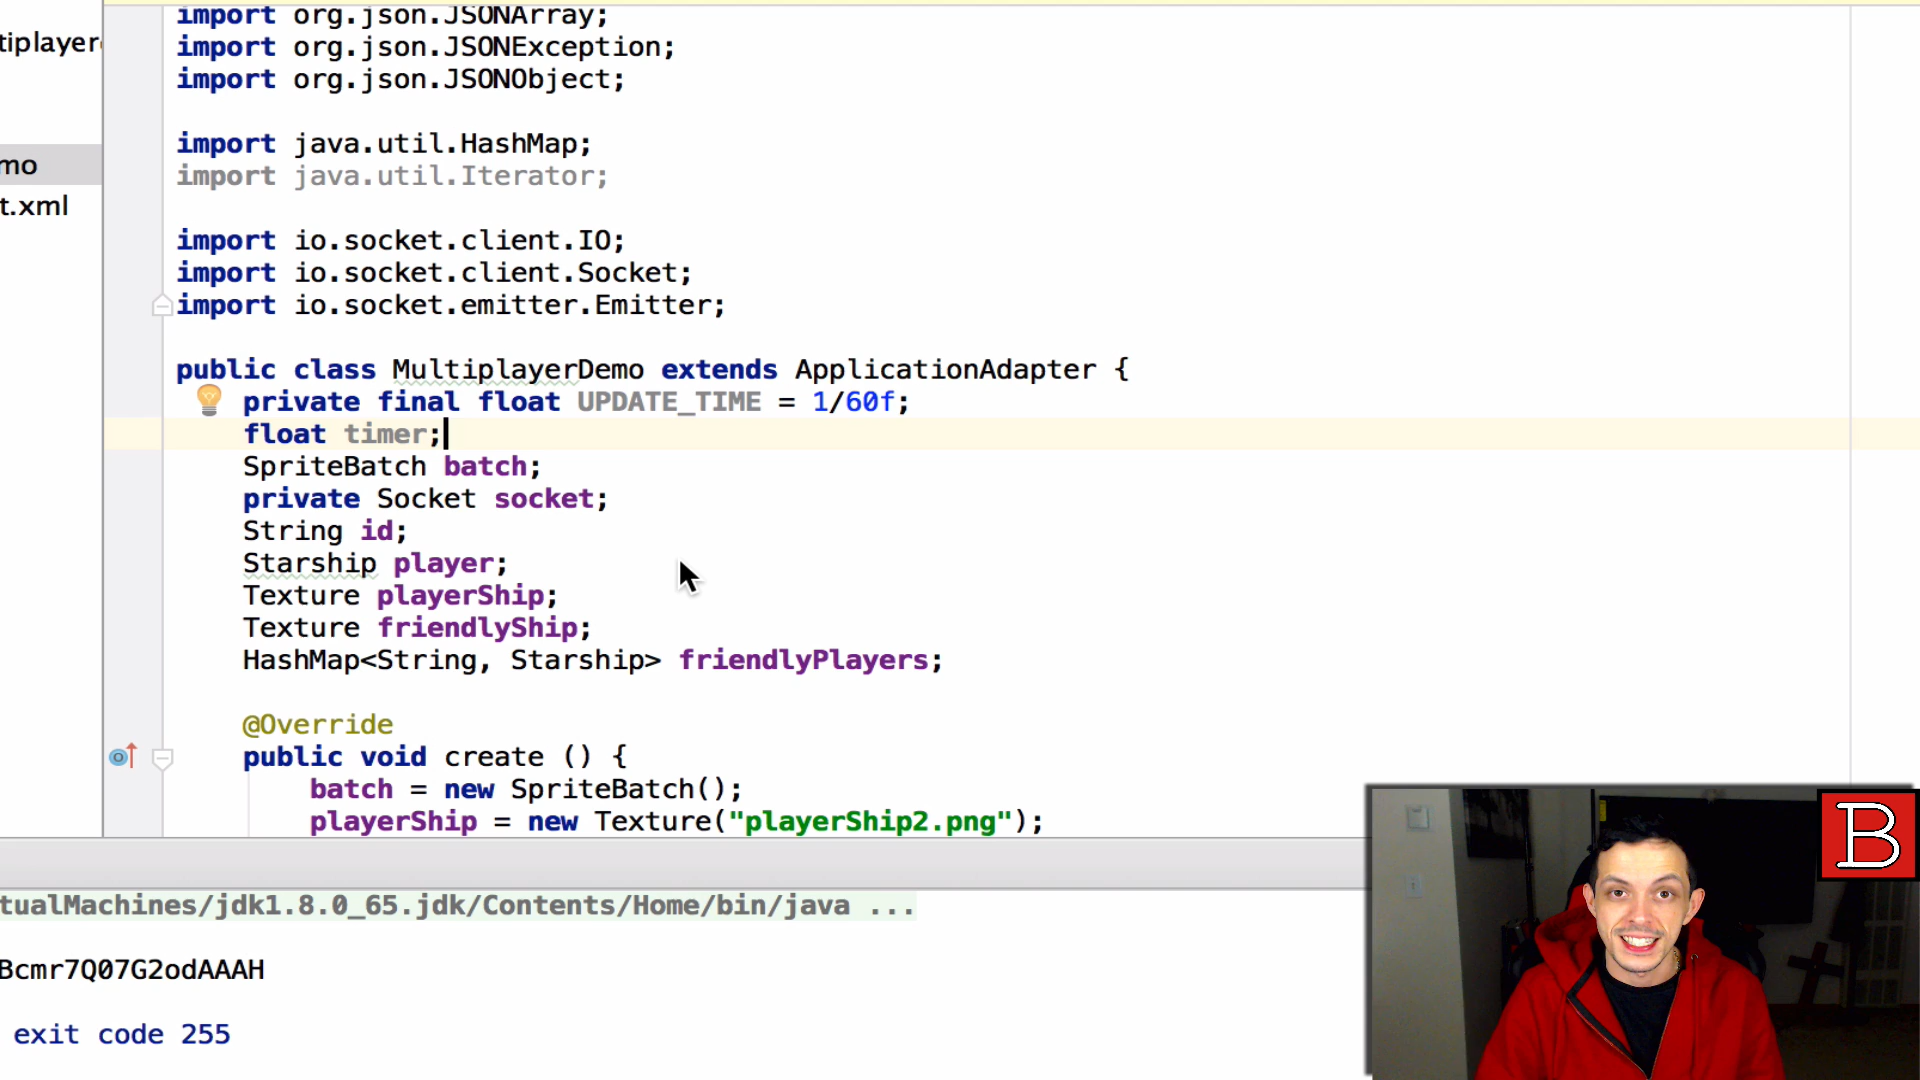 import org.json.JSONArray;
import org.json.JSONException;
import org.json.JSONObject;
import java.util.HashMap;
import java.util.Iterator;
import io.socket.client.IO;
import io.socket.client.Socket;
import io.socket.emitter.Emitter;
public class MultiplayerDemo extends ApplicationAdapter {
private final float UPDATE_TIME = 1/60f;
float timer;
SpriteBatch batch;
private Socket socket;
String id;
Starship player;
Texture playerShip;
Texture friendlyShip;
HashMap<String, Starship> friendlyPlayers;
@Override
public void create () {
batch = new SpriteBatch();
playerShip = new Texture("playerShip2.png");
tiplayer
mo
t.xml
tualMachines/jdk1.8.0_65.jdk/Contents/Home/bin/java ...
Bcmr7Q07G2odAAAH
exit code 255
B